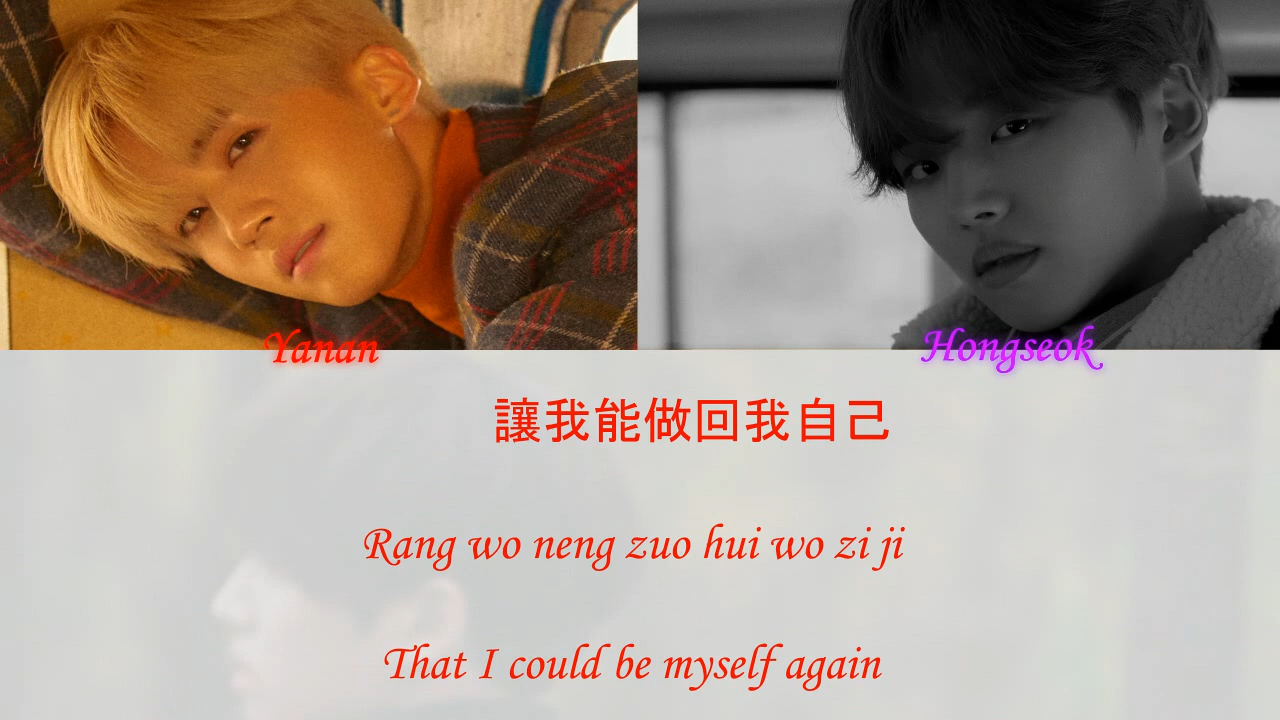 Yanan
Hongseok
讓我能做回我自己
Rang wo neng zuo hui wo zi ji
That I could be myself again